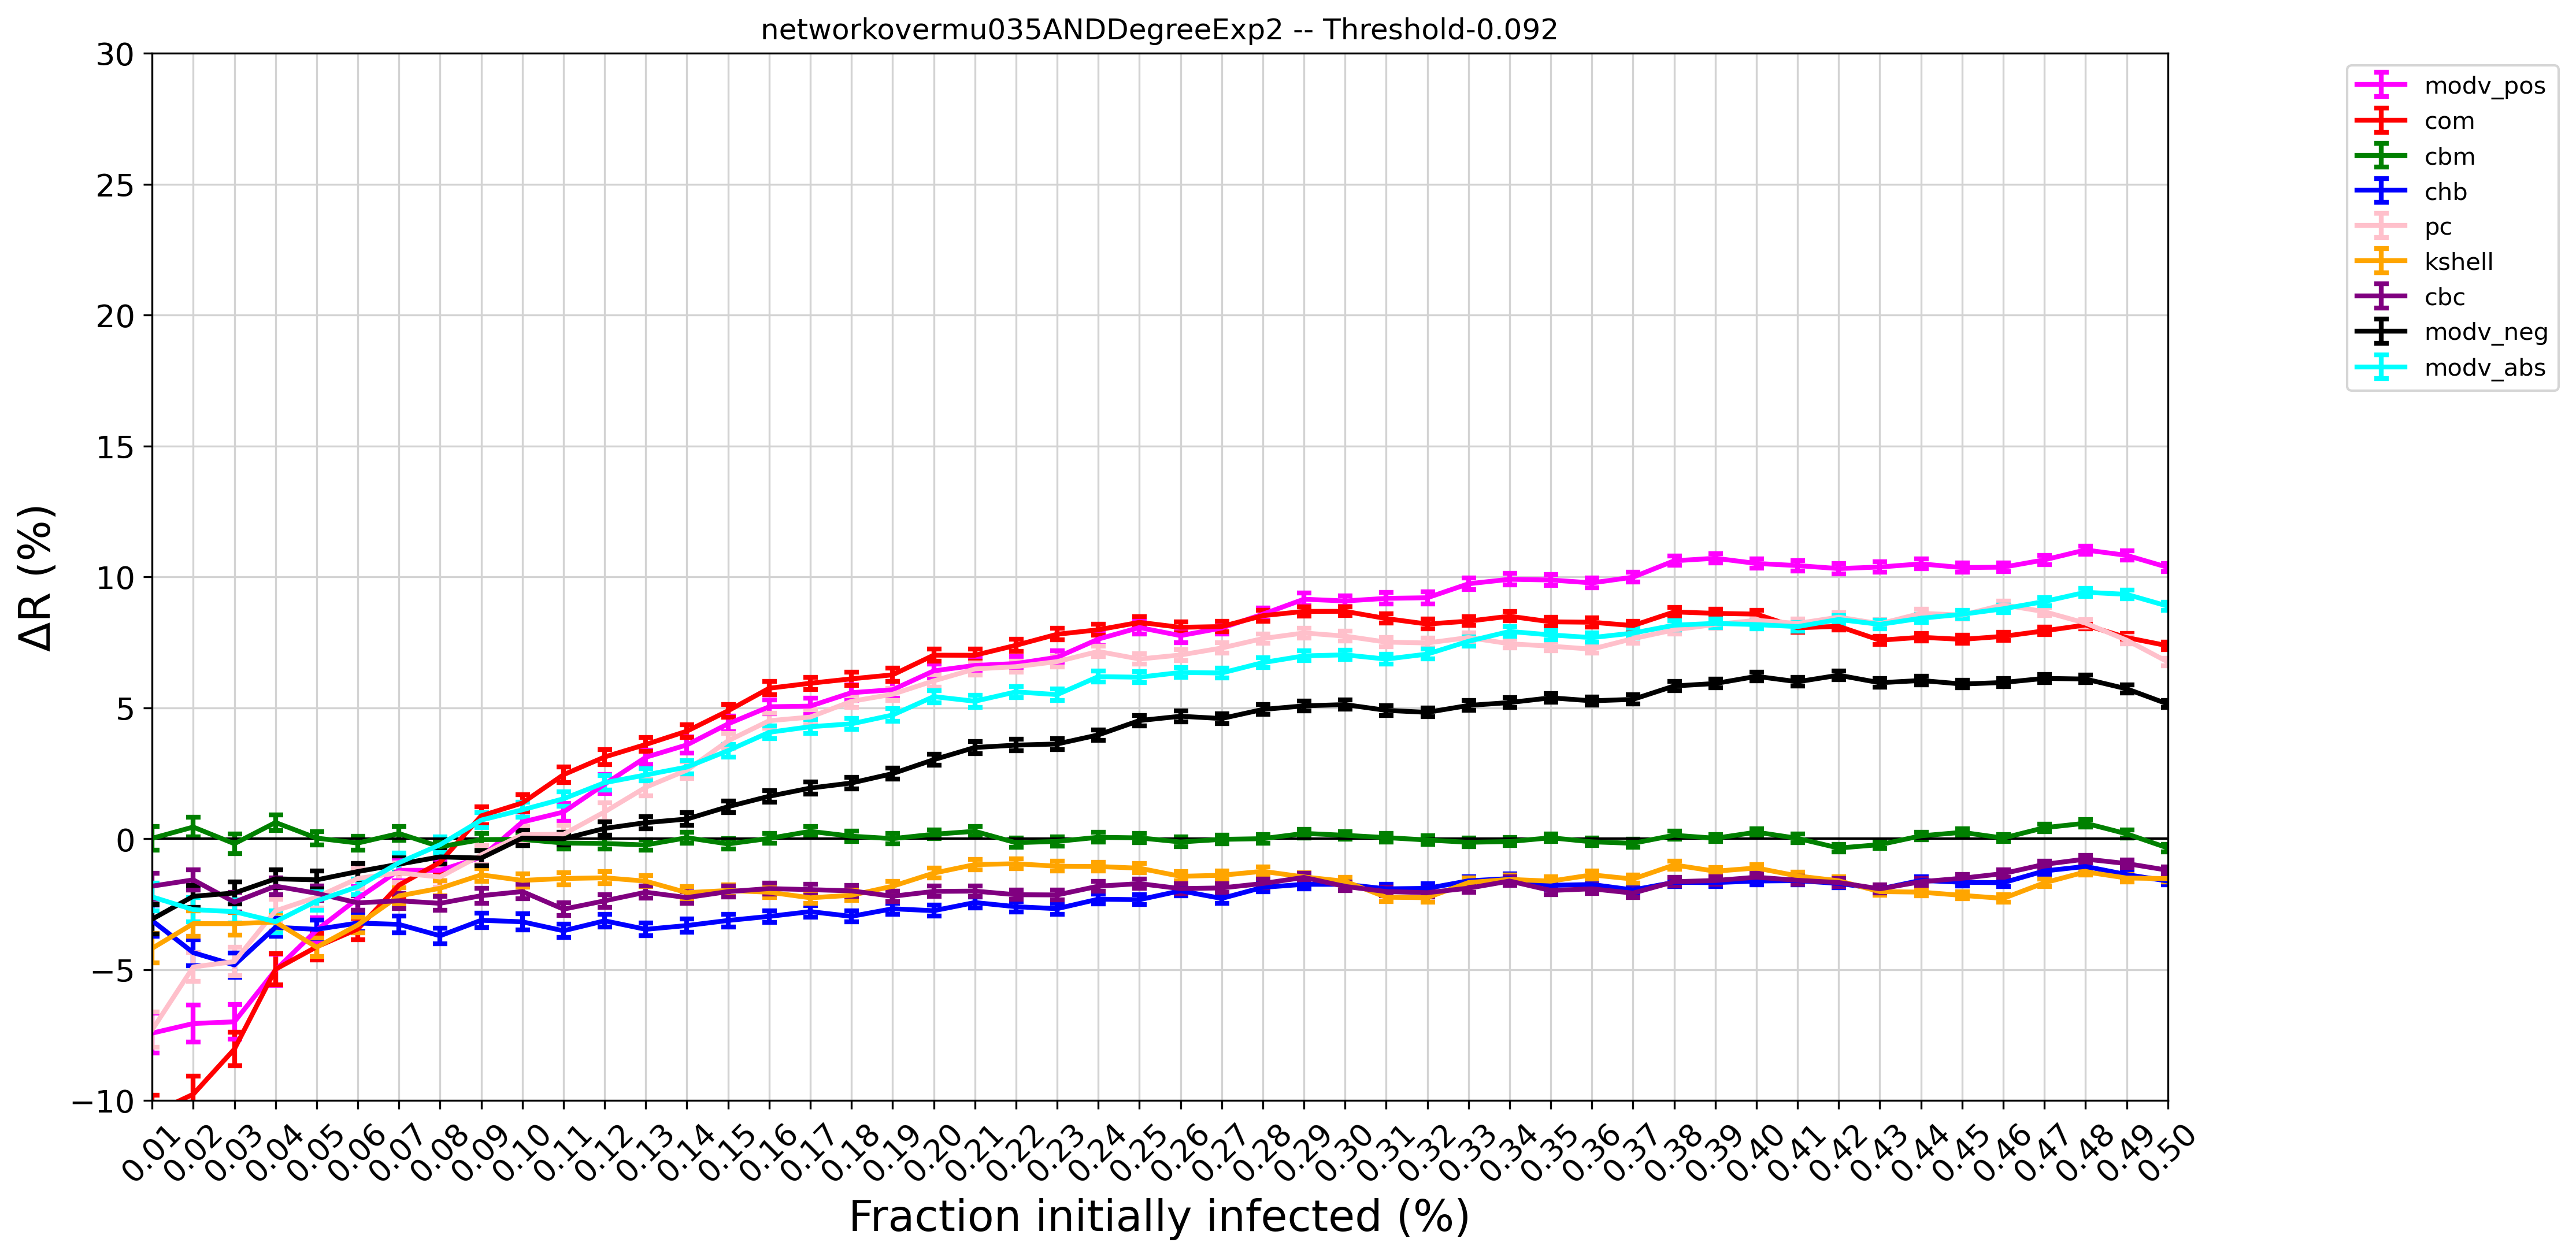 networkovermu035ANDDegreeExp2 -- Threshold-0.092
30
25
20
15
10
5
0
−5
−10
ΔR (%)
0.01 0.02 0.03 0.04 0.05 0.06 0.07 0.08 0.09 0.10 0.11 0.12 0.13 0.14 0.15 0.16 0.17 0.18 0.19 0.20 0.21 0.22 0.23 0.24 0.25 0.26 0.27 0.28 0.29 0.30 0.31 0.32 0.33 0.34 0.35 0.36 0.37 0.38 0.39 0.40 0.41 0.42 0.43 0.44 0.45 0.46 0.47 0.48 0.49 0.50
Fraction initially infected (%)
modv_pos
com
cbm
chb
pc
kshell
cbc
modv_neg
modv_abs